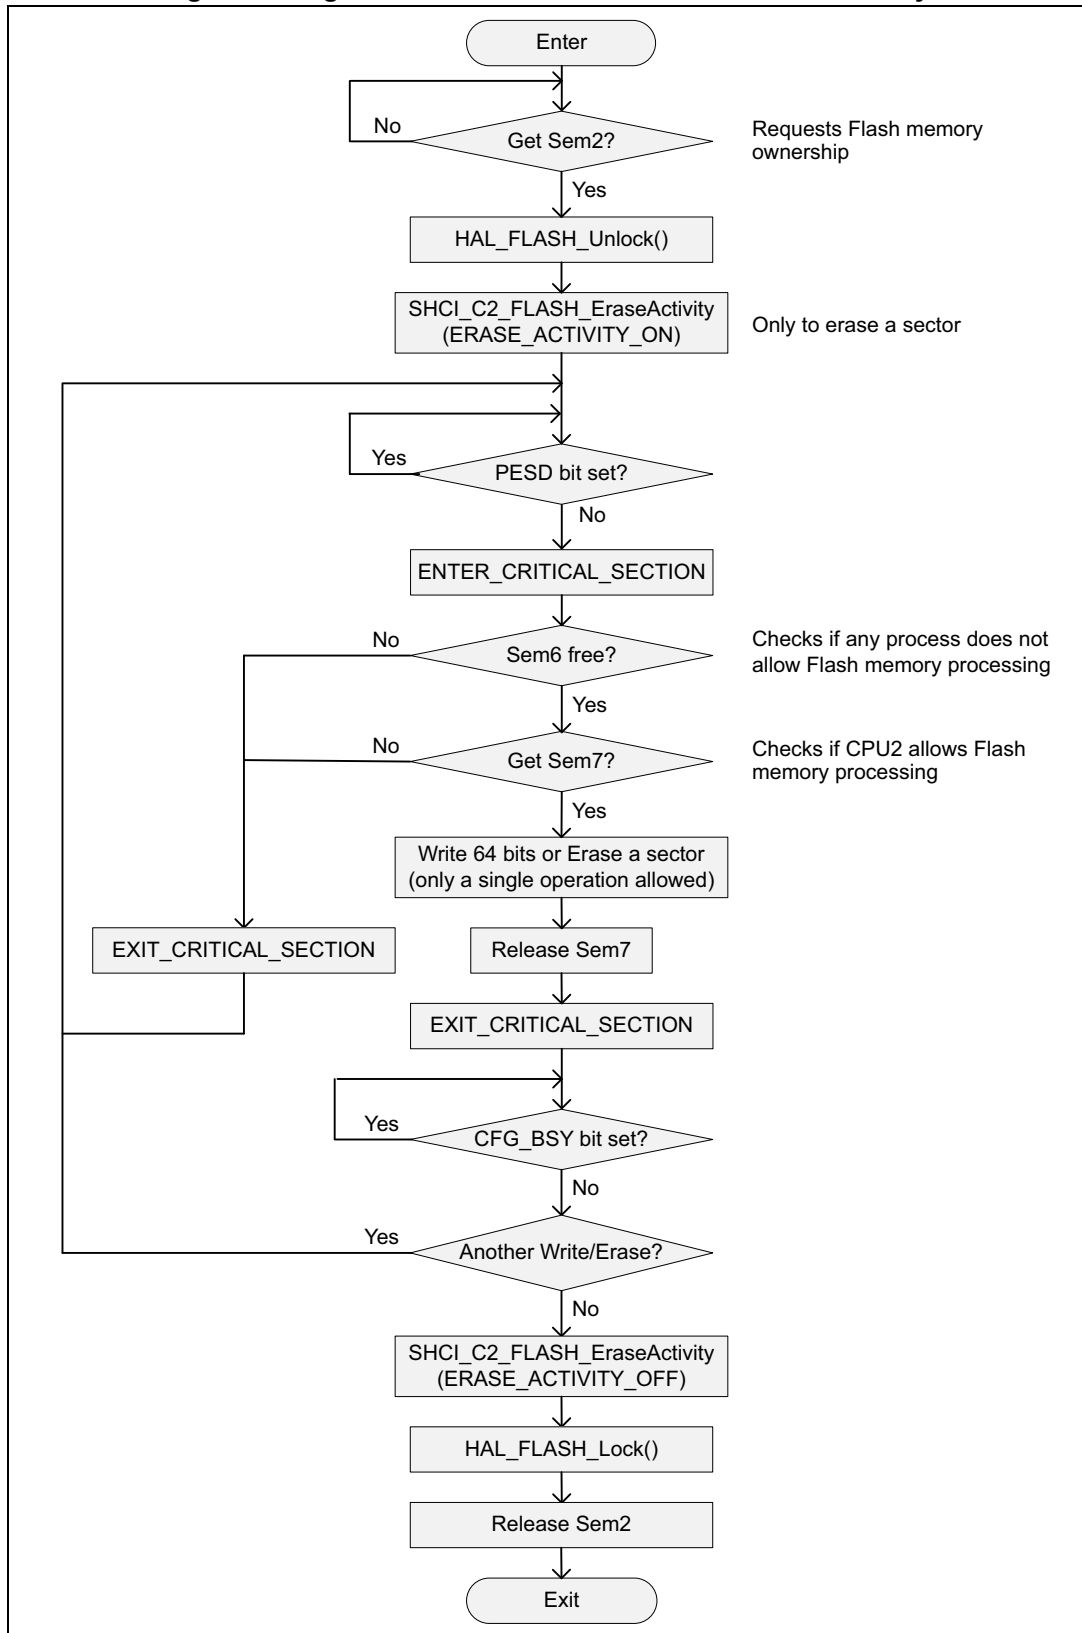 Enter
No
Get Sem2?
Requests Flash memory
ownership
Yes
HAL_FLASH_Unlock()
SHCI_C2_FLASH_EraseActivity
(ERASE_ACTIVITY_ON)
Only to erase a sector
Yes
PESD bit set?
No
ENTER_CRITICAL_SECTION
No
Sem6 free?
Checks if any process does not
allow Flash memory processing
Yes
No
Get Sem7?
Checks if CPU2 allows Flash
memory processing
Yes
Write 64 bits or Erase a sector
(only a single operation allowed)
EXIT_CRITICAL_SECTION
Release Sem7
EXIT_CRITICAL_SECTION
Yes
CFG_BSY bit set?
No
Yes
Another Write/Erase?
No
SHCI_C2_FLASH_EraseActivity
(ERASE_ACTIVITY_OFF)
HAL_FLASH_Lock()
Release Sem2
Exit